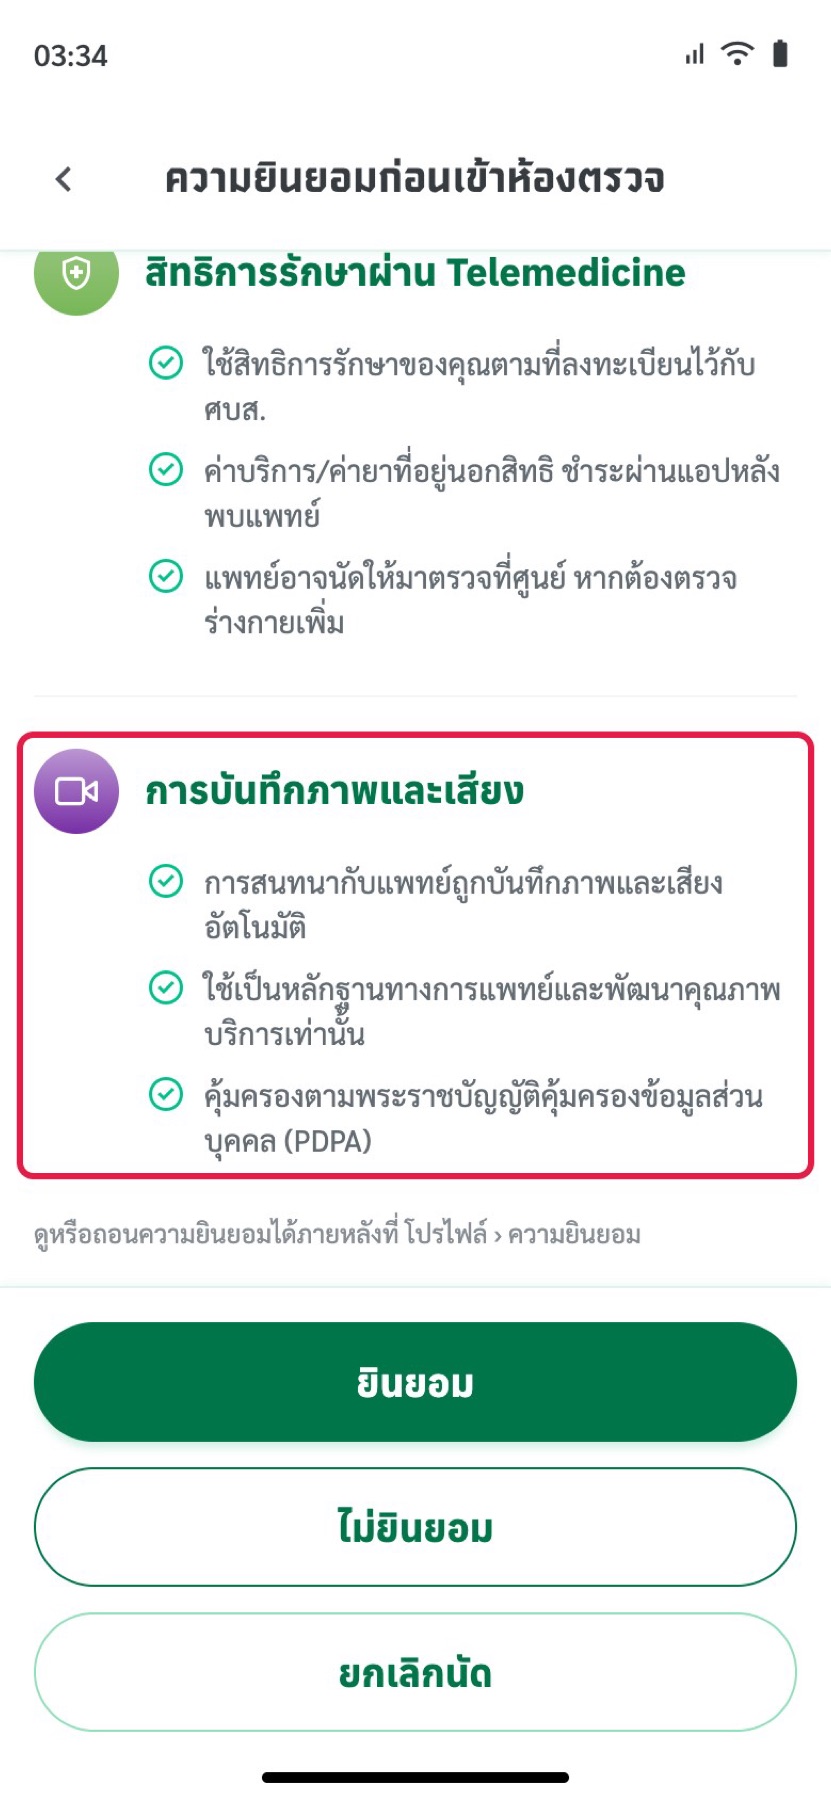 03:34
ความยินยอมก่อนเข้าห้องตรวจ
สิทธิการรักษาผ่าน Telemedicine
ใช้สิทธิการรักษาของคุณตามที่ลงทะเบียนไว้กับ
ศบส.
ค่าบริการ/ค่ายาที่อยู่นอกสิทธิ ชำระผ่านแอปหลัง
พบแพทย์
แพทย์อาจนัดให้มาตรวจที่ศูนย์ หากต้องตรวจ
ร่างกายเพิ่ม
การบันทึกภาพและเสียง
การสนทนากับแพทย์ถูกบันทึกภาพและเสียง
อัตโนมัติ
ใช้เป็นหลักฐานทางการแพทย์และพัฒนาคุณภาพ
บริการเท่านั้น
คุ้มครองตามพระราชบัญญัติคุ้มครองข้อมูลส่วน
บุคคล (PDPA)
ดูหรือถอนความยินยอมได้ภายหลังที่ โปรไฟล์ › ความยินยอม
ยินยอม
ไม่ยินยอม
ยกเลิกนัด